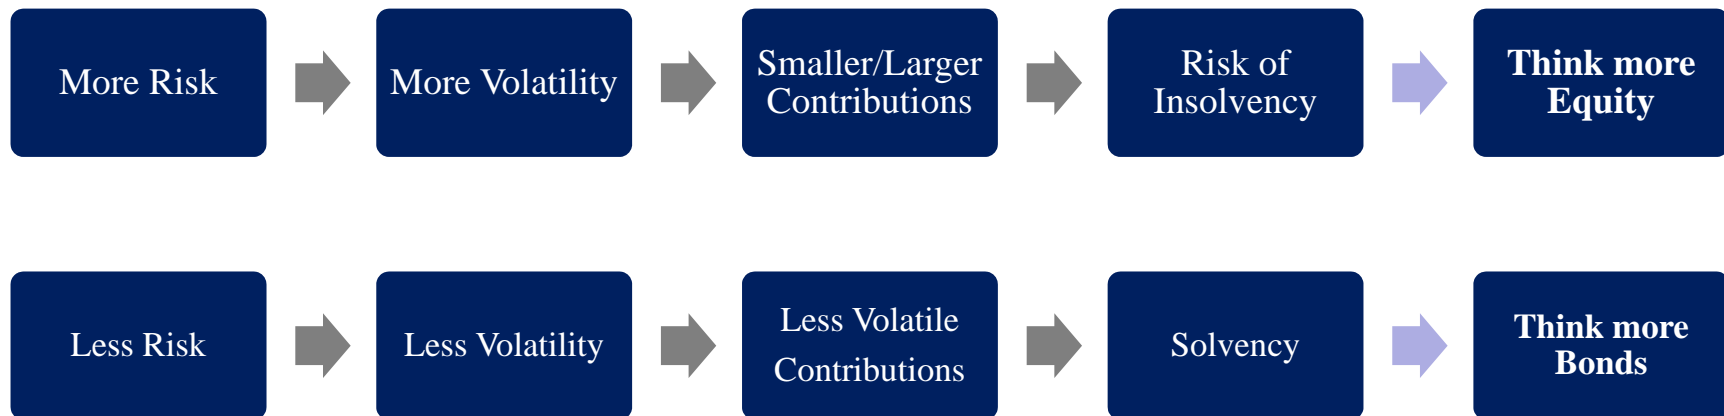 More Risk
More Volatility
Smaller/Larger
Contributions
Risk of
Insolvency
Think more
Equity
Less Risk
Less Volatility
Less Volatile
Contributions
Solvency
Think more
Bonds